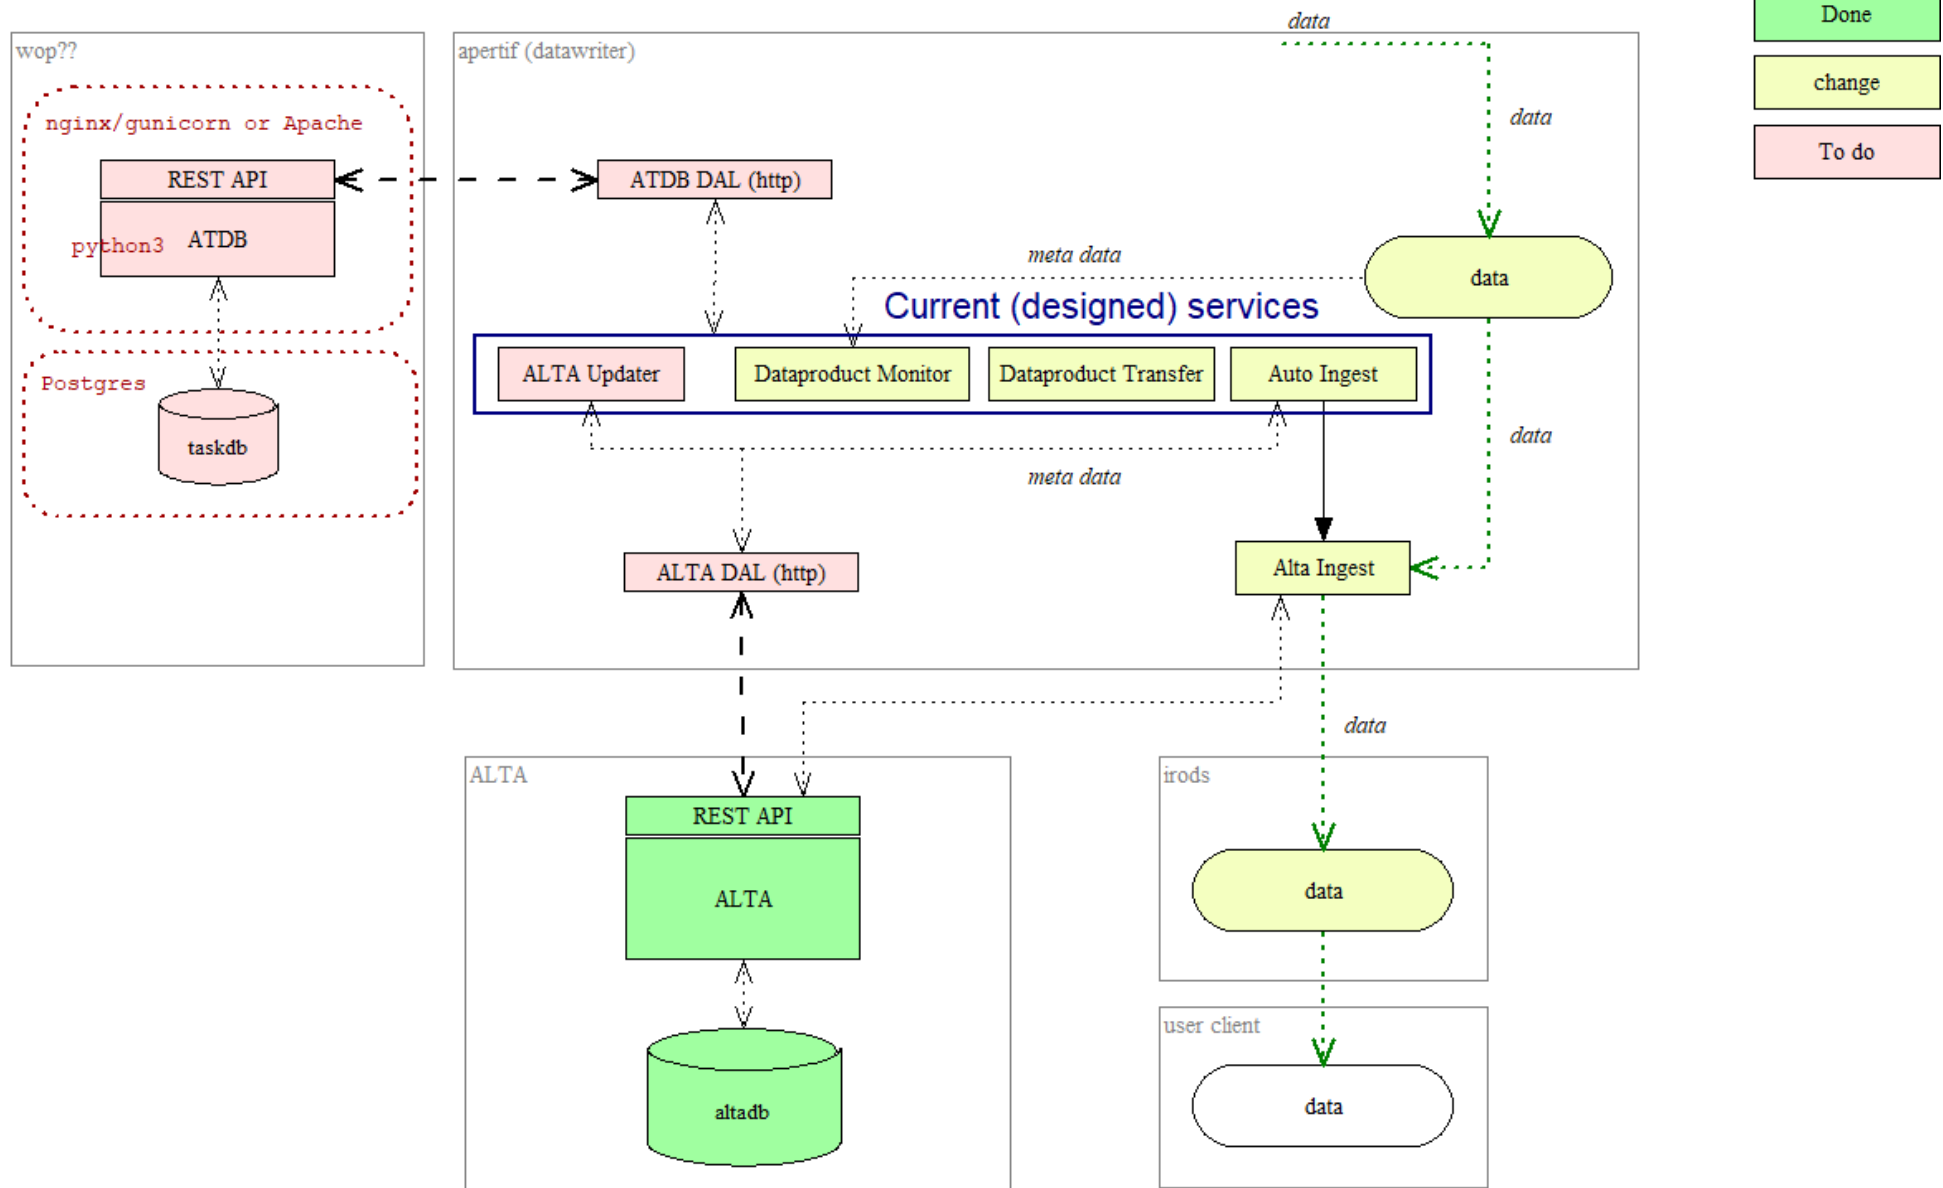 data
Done
wop??
apertif (datawriter)
change
data
nginx/gunicorn or Apache
To do
REST API
ATDB DAL (http)
python3
ATDB
meta data
data
Current (designed) services
Postgres
ALTA Updater
Dataproduct Monitor
Dataproduct Transfer
Auto Ingest
taskdb
data
meta data
ALTA DAL (http)
Alta Ingest
data
ALTA
irods
REST API
ALTA
data
user client
altadb
data